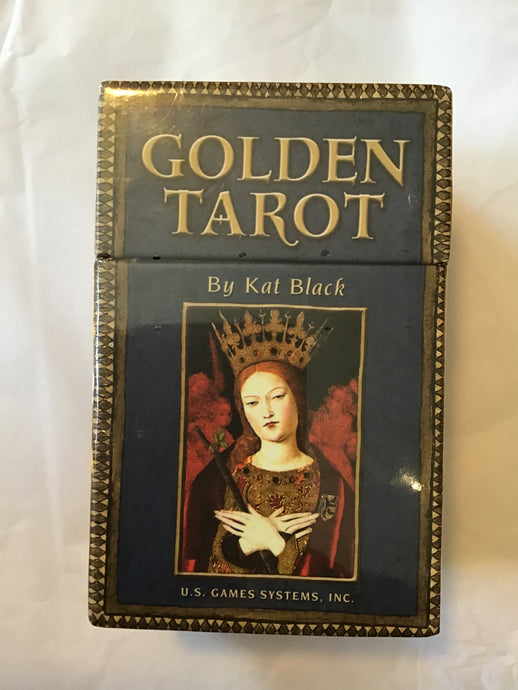 GOLDEN
TAROT
By Kat Black
U.S. GAMES SYSTEMS, INC.